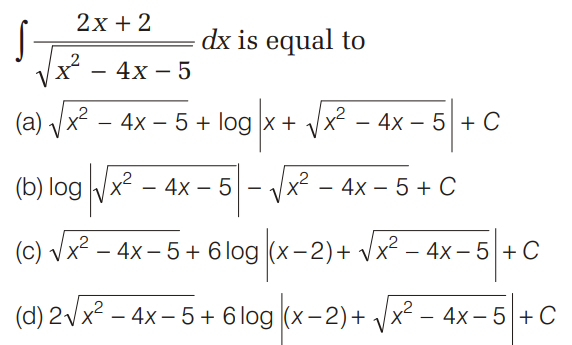 ∫ (2x + 2)/√(x² – 4x – 5) dx is equal to
(a) √(x² – 4x – 5) + log |x + √(x² – 4x – 5)| + C
(b) log |√(x² – 4x – 5)| – √(x² – 4x – 5) + C
(c) √(x² – 4x – 5) + 6 log |(x – 2) + √(x² – 4x – 5)| + C
(d) 2√(x² – 4x – 5) + 6 log |(x – 2) + √(x² – 4x – 5)| + C